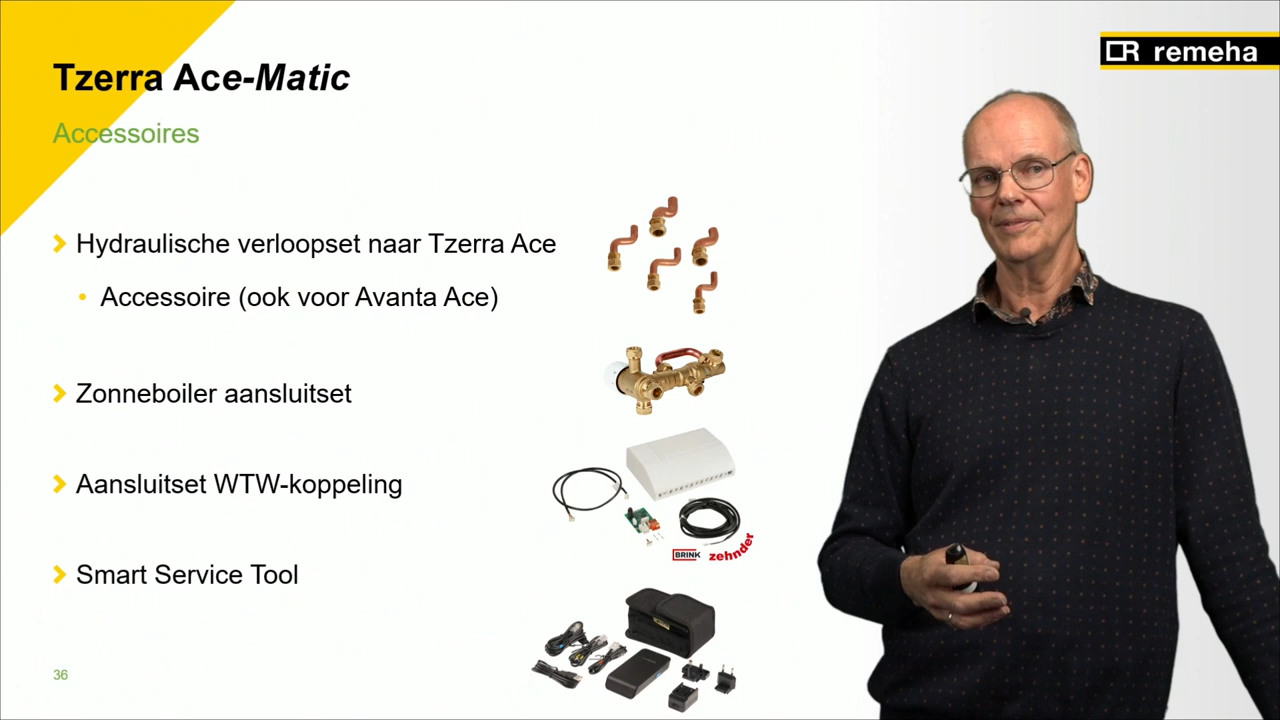 Tzerra Ace-Matic
remeha
Accessoires
Hydraulische verloopset naar Tzerra Ace
Accessoire (ook voor Avanta Ace)
Zonneboiler aansluitset
Aansluitset WTW-koppeling
BRINK
zehnder
Smart Service Tool
36